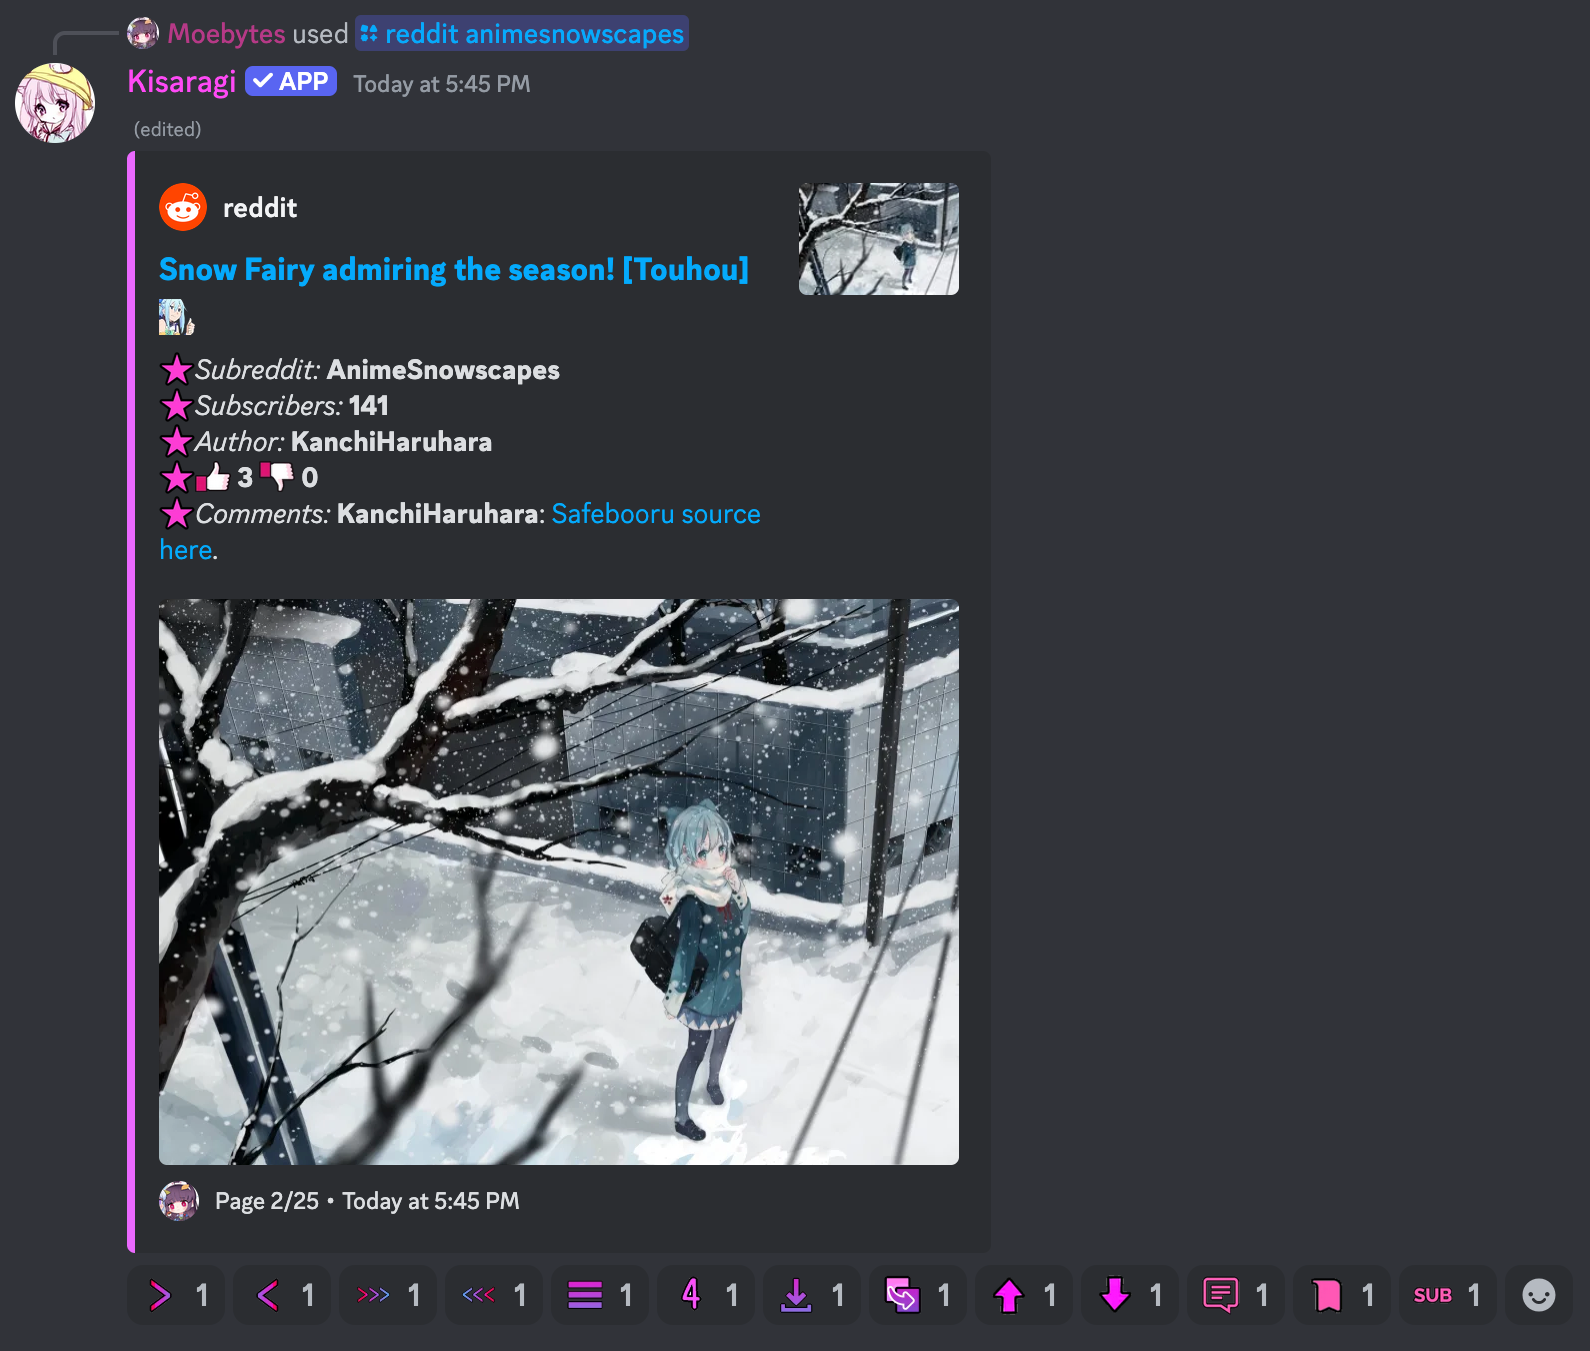 Moebytes used reddit animesnowscapes
Kisaragi APP Today at 5:45 PM
(edited)
reddit
Snow Fairy admiring the season! [Touhou]
Subreddit: AnimeSnowscapes
Subscribers: 141
Author: KanchiHaruhara
3 0
Comments: KanchiHaruhara: Safebooru source
here.
Page 2/25 • Today at 5:45 PM
> 1 < 1 >>> 1 <<< 1 1 4 1 1 1 1 1 1 1 SUB 1